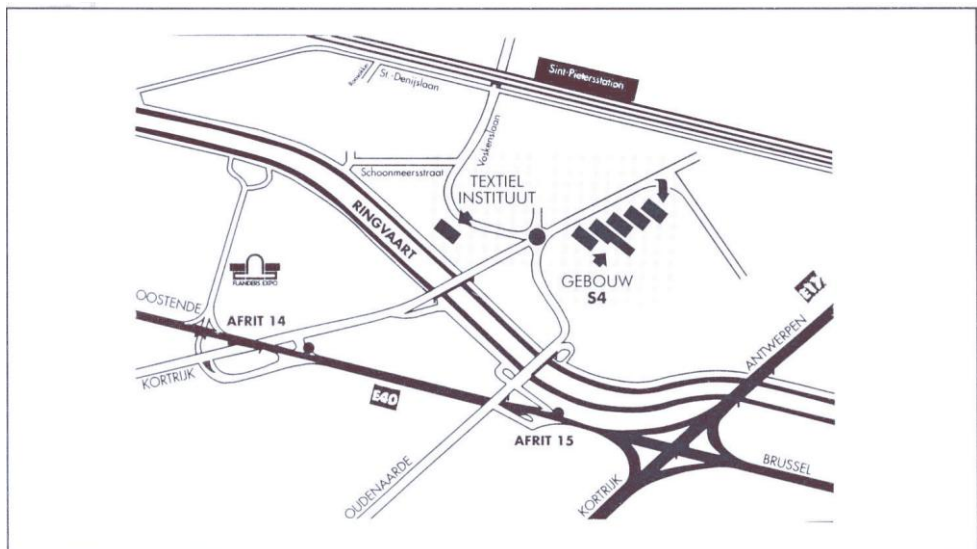 Sint-Pietersstation
St.-Denijslaan
Voskenslaan
Schoonmeersstraat
TEXTIEL
INSTITUUT
RINGVAART
GEBOUW
S4
FLANDERS EXPO
E17
OOSTENDE
AFRIT 14
ANTWERPEN
KORTRIJK
E40
AFRIT 15
OUDENAARDE
KORTRIJK
BRUSSEL